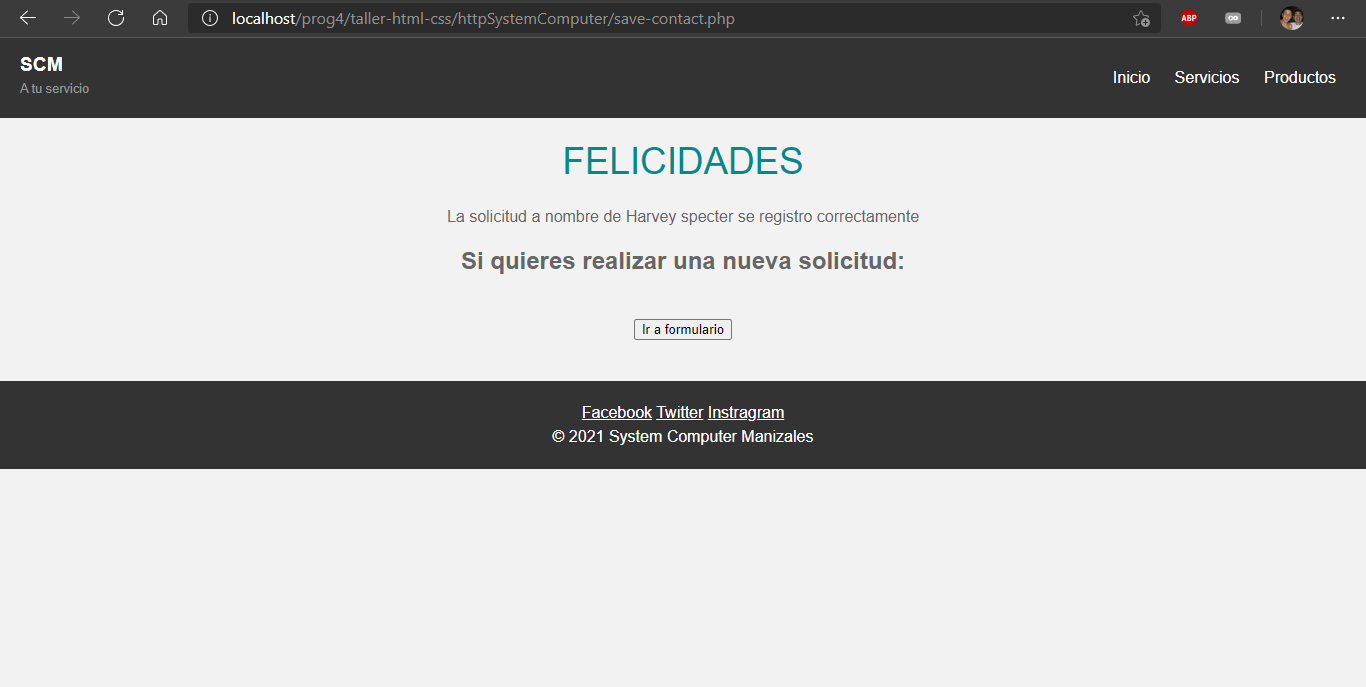 localhost/prog4/taller-html-css/httpSystemComputer/save-contact.php
ABP
SCM
A tu servicio
Inicio Servicios Productos
FELICIDADES
La solicitud a nombre de Harvey specter se registro correctamente
Si quieres realizar una nueva solicitud:
Ir a formulario
Facebook Twitter Instragram
© 2021 System Computer Manizales